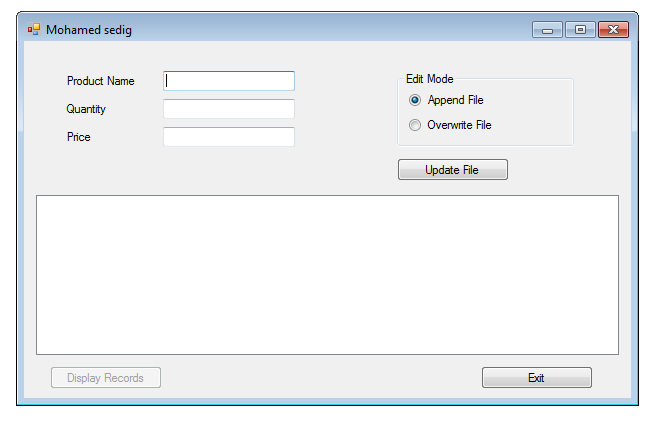 Mohamed sedig
Product Name
Quantity
Price
Edit Mode
Append File
Overwrite File
Update File
Display Records
Exit